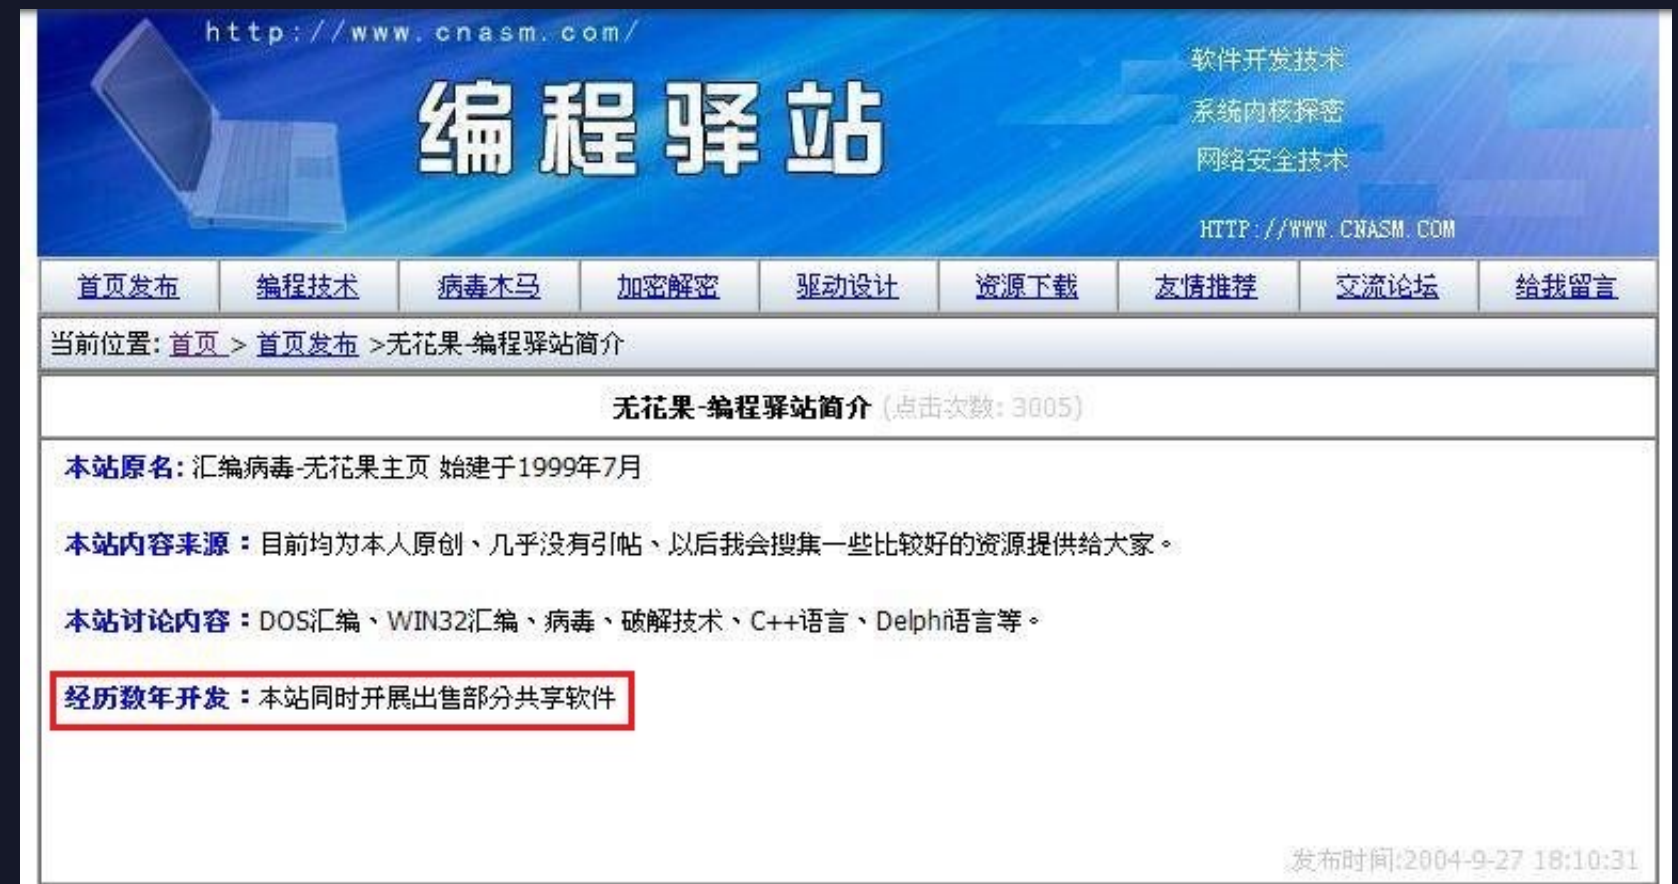 http://www.cnasm.com/
编程驿站
软件开发技术
系统内核探密
网络安全技术
HTTP://WWW.CNASM.COM
首页发布 编程技术 病毒木马 加密解密 驱动设计 资源下载 友情推荐 交流论坛 给我留言
当前位置: 首页 > 首页发布 >无花果-编程驿站简介
无花果-编程驿站简介 (点击次数: 3005)
本站原名: 汇编病毒-无花果主页 始建于1999年7月
本站内容来源：目前均为本人原创、几乎没有引帖、以后我会搜集一些比较好的资源提供给大家。
本站讨论内容：DOS汇编、WIN32汇编、病毒、破解技术、C++语言、Delphi语言等。
经历数年开发：本站同时开展出售部分共享软件
发布时间:2004-9-27 18:10:31